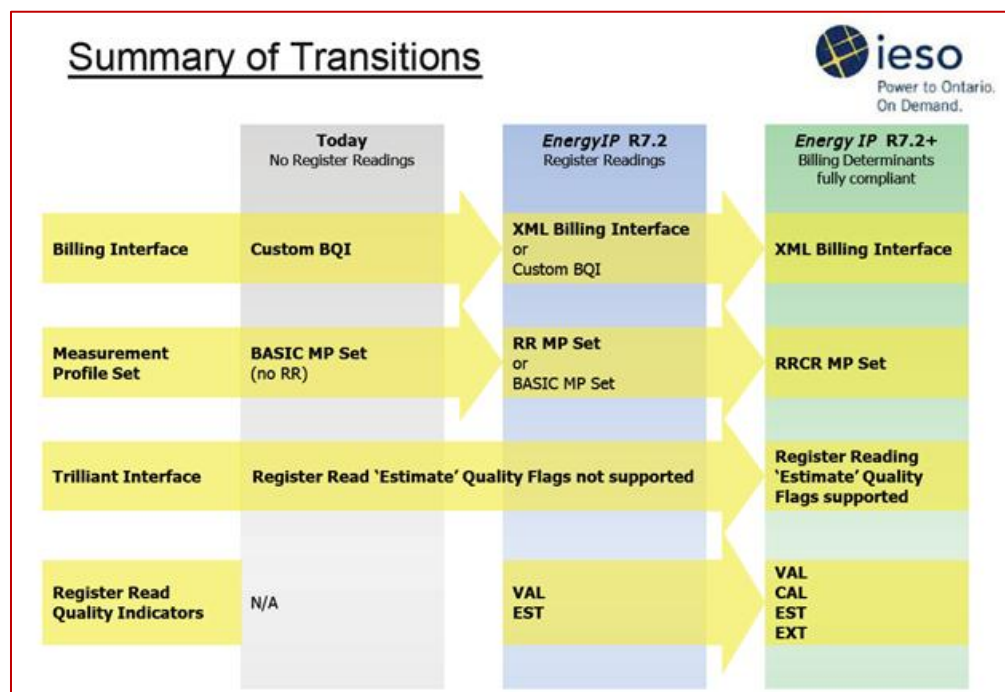 Summary of Transitions
ieso
Power to Ontario.
On Demand.
Today
No Register Readings
EnergyIP R7.2
Register Readings
Energy IP R7.2+
Billing Determinants
fully compliant
Billing Interface
Custom BQI
XML Billing Interface
or
Custom BQI
XML Billing Interface
Measurement
Profile Set
BASIC MP Set
(no RR)
RR MP Set
or
BASIC MP Set
RRCR MP Set
Trilliant Interface
Register Read ‘Estimate’ Quality Flags not supported
Register Reading
‘Estimate’ Quality
Flags supported
Register Read
Quality Indicators
N/A
VAL
EST
VAL
CAL
EST
EXT